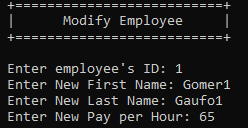 +==========================+
|      Modify Employee     |
+==========================+
Enter employee's ID: 1
Enter New First Name: Gomer1
Enter New Last Name: Gaufo1
Enter New Pay per Hour: 65